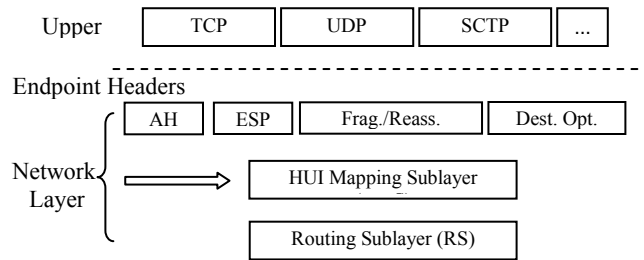 Upper TCP UDP SCTP ...
Endpoint Headers
AH ESP Frag./Reass. Dest. Opt.
Network
Layer
HUI Mapping Sublayer
Routing Sublayer (RS)